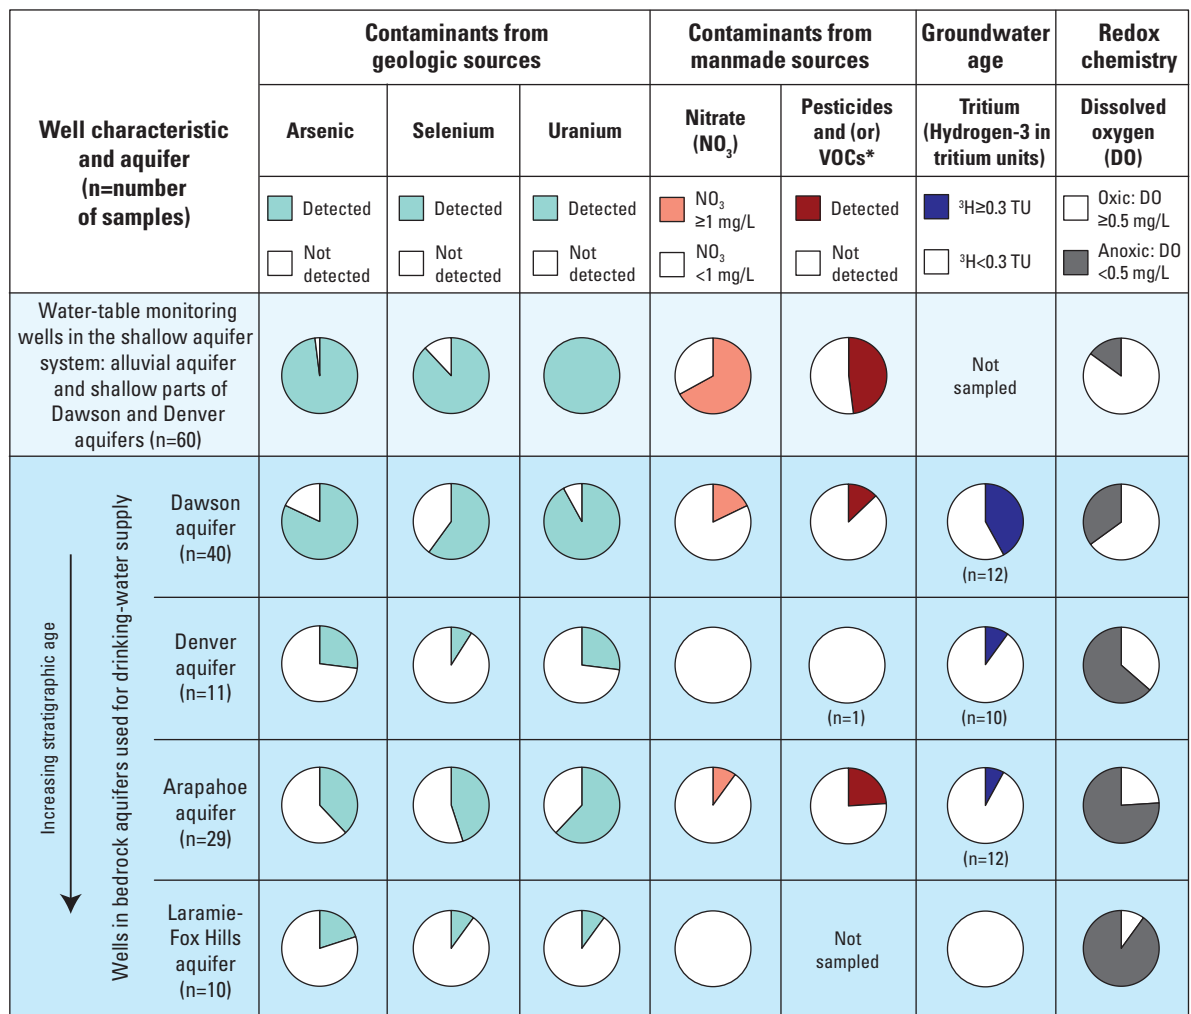 Contaminants from
geologic sources
Contaminants from
manmade sources
Groundwater
age
Redox
chemistry
Well characteristic
and aquifer
(n=number
of samples)
Arsenic
Selenium
Uranium
Nitrate
(NO₃)
Pesticides
and (or)
VOCs*
Tritium
(Hydrogen-3 in
tritium units)
Dissolved
oxygen
(DO)
Detected
Not
detected
Detected
Not
detected
Detected
Not
detected
NO₃
≥1 mg/L
NO₃
<1 mg/L
Detected
Not
detected
³H≥0.3 TU
³H<0.3 TU
Oxic: DO
≥0.5 mg/L
Anoxic: DO
<0.5 mg/L
Water-table monitoring
wells in the shallow aquifer
system: alluvial aquifer
and shallow parts of
Dawson and Denver
aquifers (n=60)
Not
sampled
Increasing stratigraphic age
Wells in bedrock aquifers used for drinking-water supply
Dawson
aquifer
(n=40)
(n=12)
Denver
aquifer
(n=11)
(n=1)
(n=10)
Arapahoe
aquifer
(n=29)
(n=12)
Laramie-
Fox Hills
aquifer
(n=10)
Not
sampled